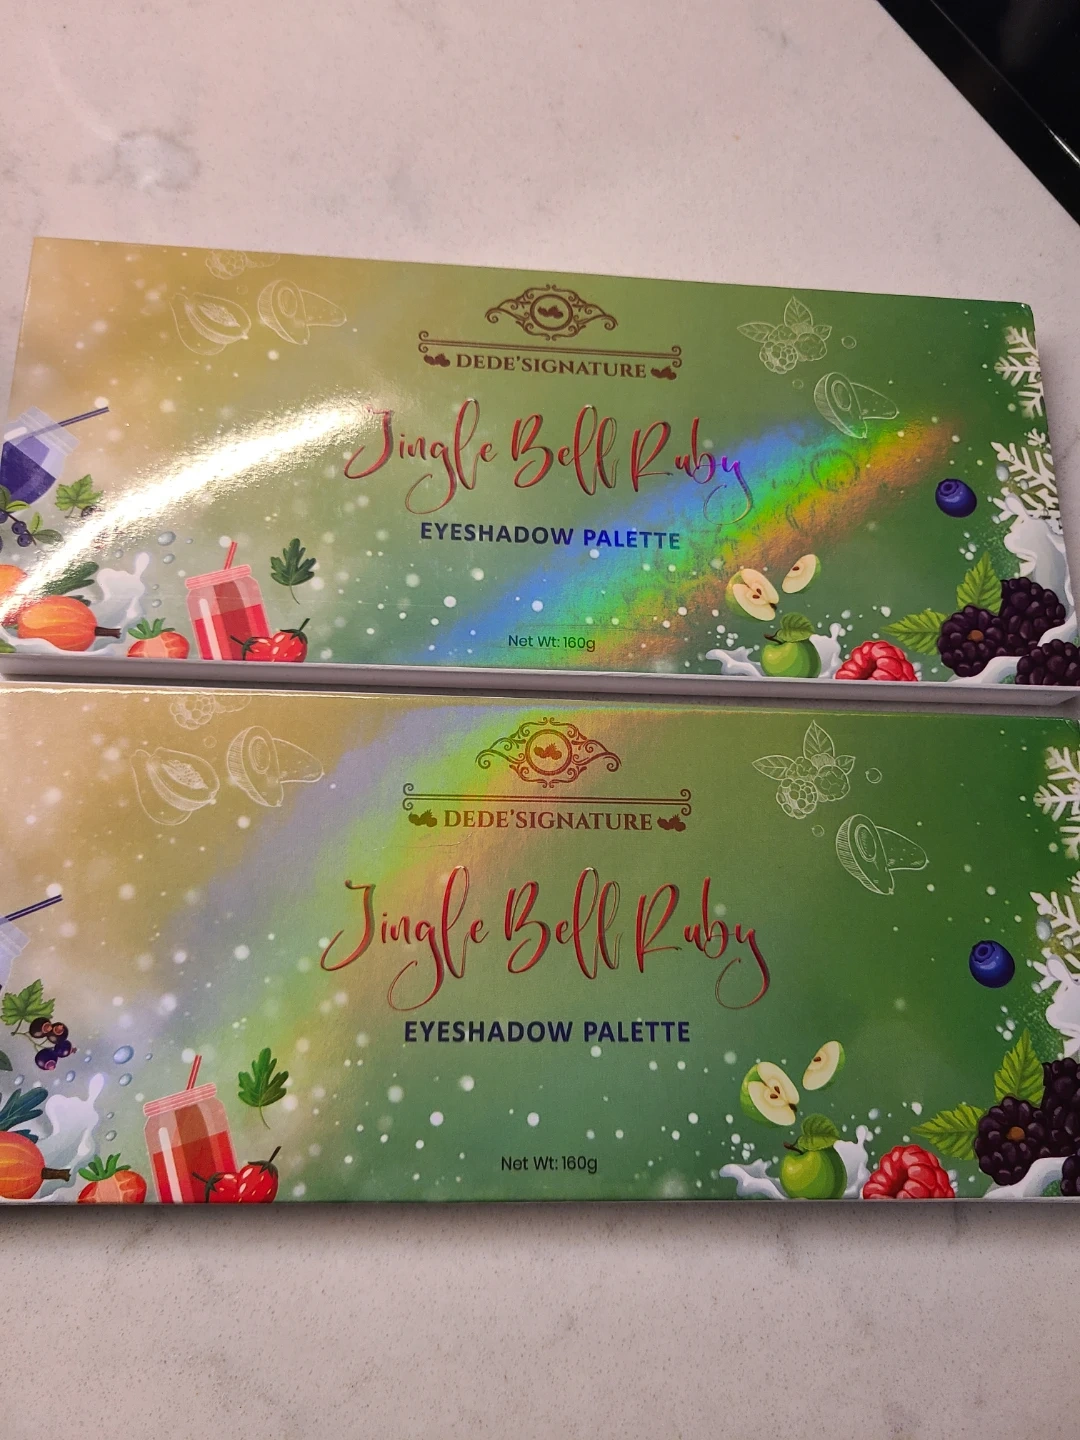 DEDE'SIGNATURE
Jingle Bell Ruby
EYESHADOW PALETTE
Net Wt: 160g
DEDE'SIGNATURE
Jingle Bell Ruby
EYESHADOW PALETTE
Net Wt: 160g